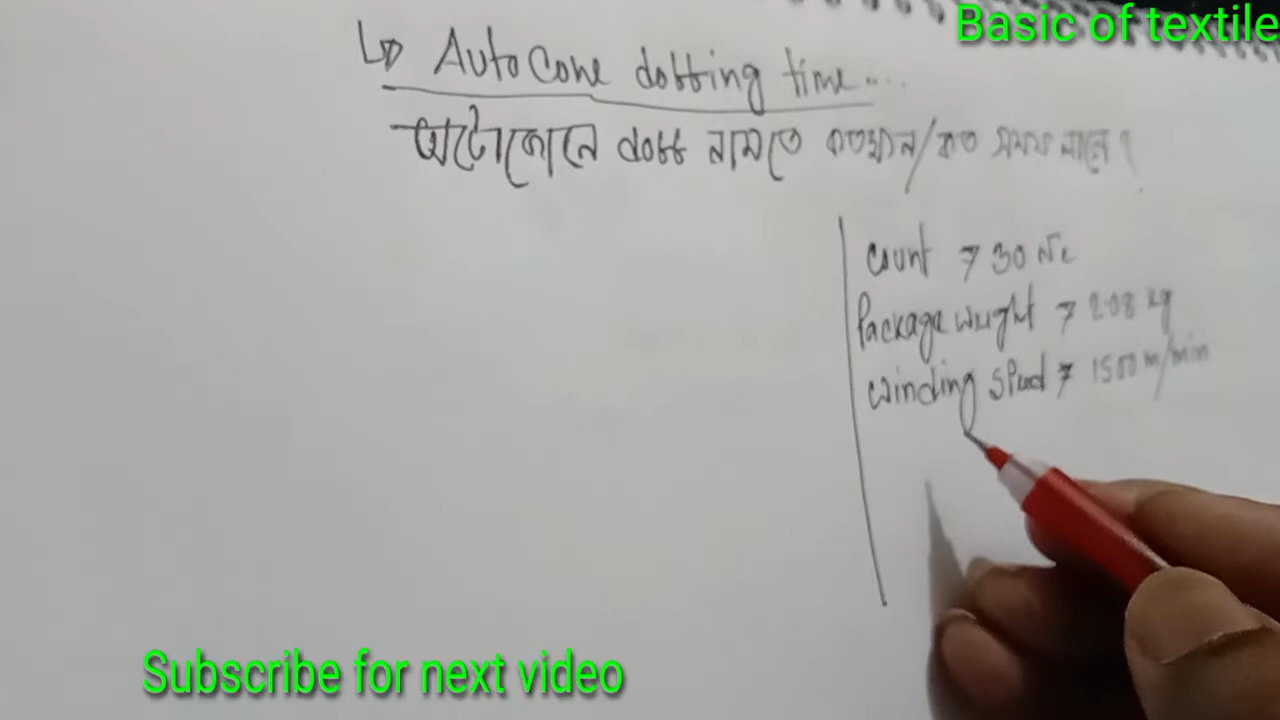 Basic of textile
↳ AutoCone doffing time....
অটোকোনে doff নামতে কতক্ষন/কত সময় লাগে?
Count → 30 Ne
Package weight → 2.08 kg
Winding speed → 1500 m/min
Subscribe for next video